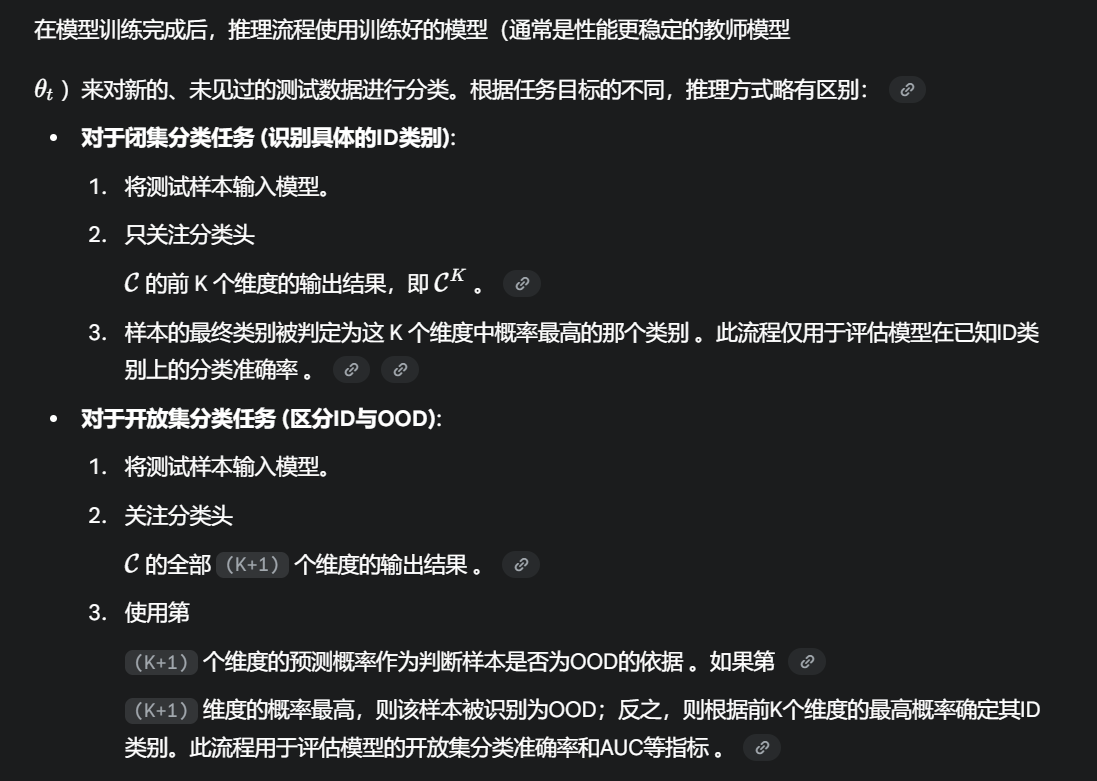 在模型训练完成后，推理流程使用训练好的模型（通常是性能更稳定的教师模型
θt ）来对新的、未见过的测试数据进行分类。根据任务目标的不同，推理方式略有区别：
• 对于闭集分类任务 (识别具体的ID类别):
1. 将测试样本输入模型。
2. 只关注分类头
C 的前 K 个维度的输出结果，即 C^K 。
3. 样本的最终类别被判定为这 K 个维度中概率最高的那个类别 。此流程仅用于评估模型在已知ID类
别上的分类准确率 。
• 对于开放集分类任务 (区分ID与OOD):
1. 将测试样本输入模型。
2. 关注分类头
C 的全部 (K+1) 个维度的输出结果 。
3. 使用第
(K+1) 个维度的预测概率作为判断样本是否为OOD的依据 。如果第
(K+1) 维度的概率最高，则该样本被识别为OOD；反之，则根据前K个维度的最高概率确定其ID
类别。此流程用于评估模型的开放集分类准确率和AUC等指标 。